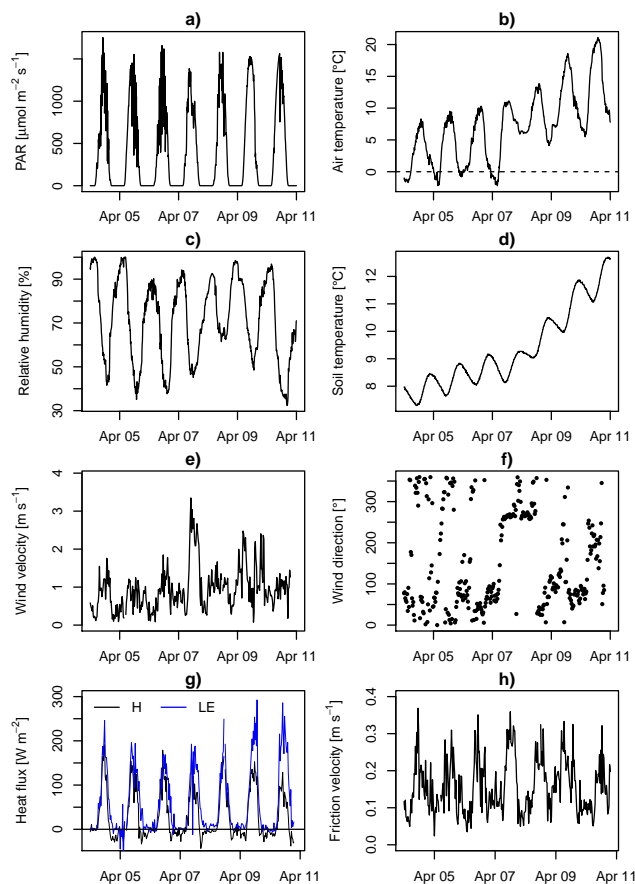 a)
PAR [µmol m⁻² s⁻¹]
0 500 1000
Apr 05 Apr 07 Apr 09 Apr 11
b)
Air temperature [°C]
0 5 10 15 20
Apr 05 Apr 07 Apr 09 Apr 11
c)
Relative humidity [%]
30 50 70 90
Apr 05 Apr 07 Apr 09 Apr 11
d)
Soil temperature [°C]
8 9 10 11 12
Apr 05 Apr 07 Apr 09 Apr 11
e)
Wind velocity [m s⁻¹]
0 1 2 3 4
Apr 05 Apr 07 Apr 09 Apr 11
f)
Wind direction [°]
0 100 200 300
Apr 05 Apr 07 Apr 09 Apr 11
g)
Heat flux [W m⁻²]
0 100 200 300
H LE
Apr 05 Apr 07 Apr 09 Apr 11
h)
Friction velocity [m s⁻¹]
0.0 0.1 0.2 0.3 0.4
Apr 05 Apr 07 Apr 09 Apr 11